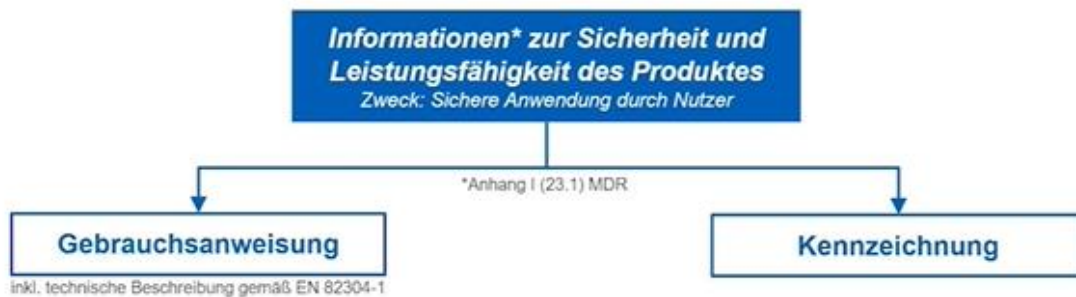 Informationen* zur Sicherheit und
Leistungsfähigkeit des Produktes
Zweck: Sichere Anwendung durch Nutzer
*Anhang I (23.1) MDR
Gebrauchsanweisung
Kennzeichnung
inkl. technische Beschreibung gemäß EN 82304-1